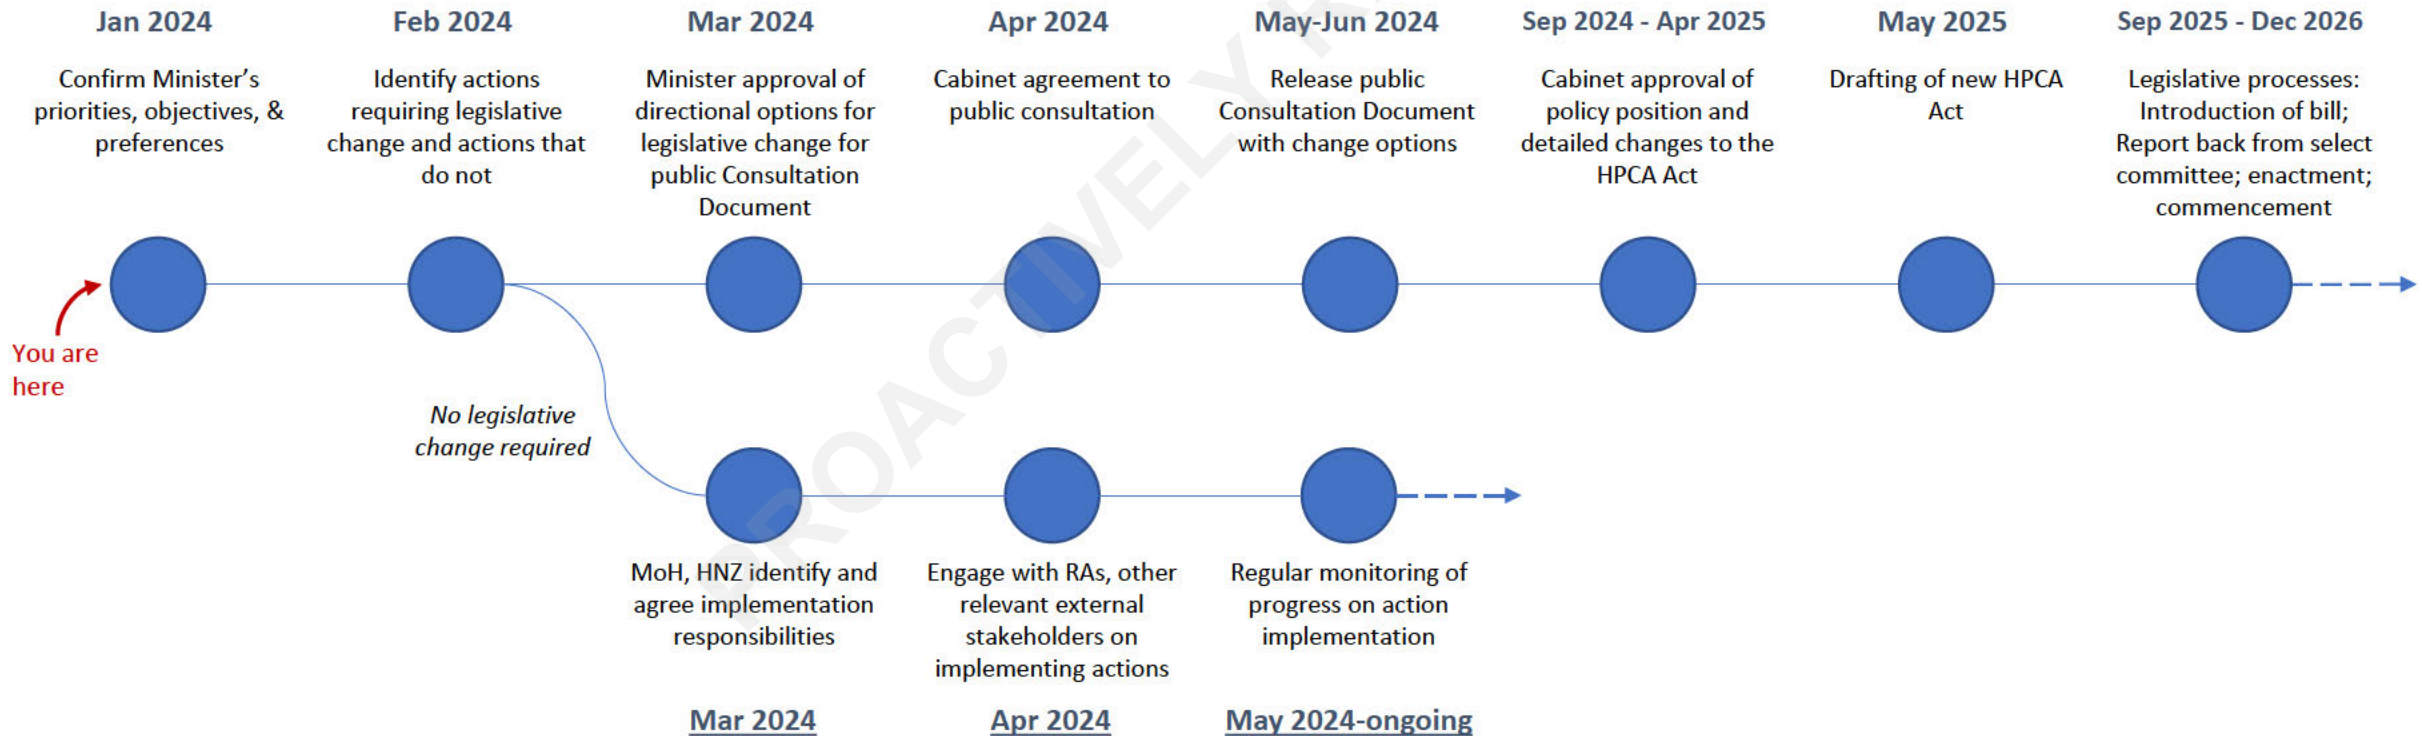 Jan 2024
Feb 2024
Mar 2024
Apr 2024
May-Jun 2024
Sep 2024 - Apr 2025
May 2025
Sep 2025 - Dec 2026
Confirm Minister’s
priorities, objectives, &
preferences
Identify actions
requiring legislative
change and actions that
do not
Minister approval of
directional options for
legislative change for
public Consultation
Document
Cabinet agreement to
public consultation
Release public
Consultation Document
with change options
Cabinet approval of
policy position and
detailed changes to the
HPCA Act
Drafting of new HPCA
Act
Legislative processes:
Introduction of bill;
Report back from select
committee; enactment;
commencement
You are
here
No legislative
change required
MoH, HNZ identify and
agree implementation
responsibilities
Engage with RAs, other
relevant external
stakeholders on
implementing actions
Regular monitoring of
progress on action
implementation
Mar 2024
Apr 2024
May 2024-ongoing
PROACTIVELY